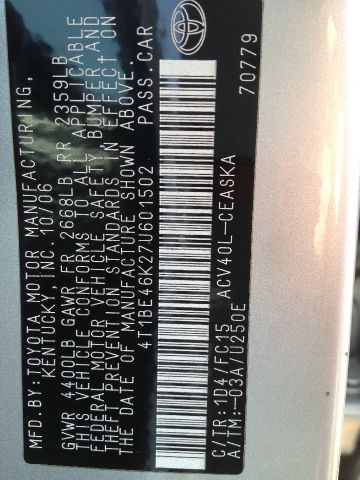 MFD. BY: TOYOTA MOTOR MANUFACTURING,
KENTUCKY, INC. 10/06
GVWR 4400LB GAWR FR 2668LB RR 2359LB
THIS VEHICLE CONFORMS TO ALL APPLICABLE
FEDERAL MOTOR VEHICLE SAFETY BUMPER AND
THEFT PREVENTION STANDARDS IN EFFECT ON
THE DATE OF MANUFACTURE SHOWN ABOVE.
4T1BE46K27U601502 PASS.CAR
C/TR:1D4/FC15 ACV40L-CEASKA
A/TM:-03A/U250E 70779